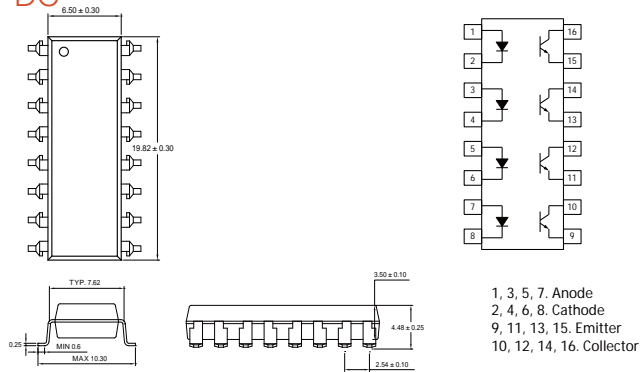 6.50 ± 0.30
19.82 ± 0.30
1
2
3
4
5
6
7
8
16
15
14
13
12
11
10
9
TYP. 7.62
0.25
MIN 0.6
MAX 10.30
3.50 ± 0.10
4.48 ± 0.25
2.54 ± 0.10
1, 3, 5, 7. Anode
2, 4, 6, 8. Cathode
9, 11, 13, 15. Emitter
10, 12, 14, 16. Collector